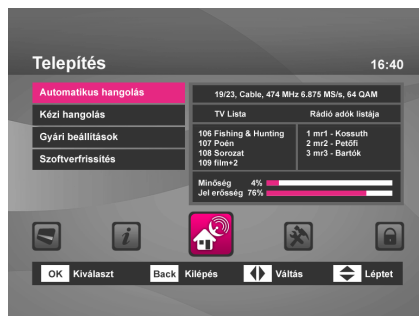 Telepítés
16:40
Automatikus hangolás
Kézi hangolás
Gyári beállítások
Szoftverfrissítés
19/23, Cable, 474 MHz 6.875 MS/s, 64 QAM
TV Lista
Rádió adók listája
106 Fishing & Hunting
107 Poén
108 Sorozat
109 film+2
1 mr1 - Kossuth
2 mr2 - Petőfi
3 mr3 - Bartók
Minőség 4%
Jel erősség 76%
OK Kiválaszt
Back Kilépés
Váltás
Léptet